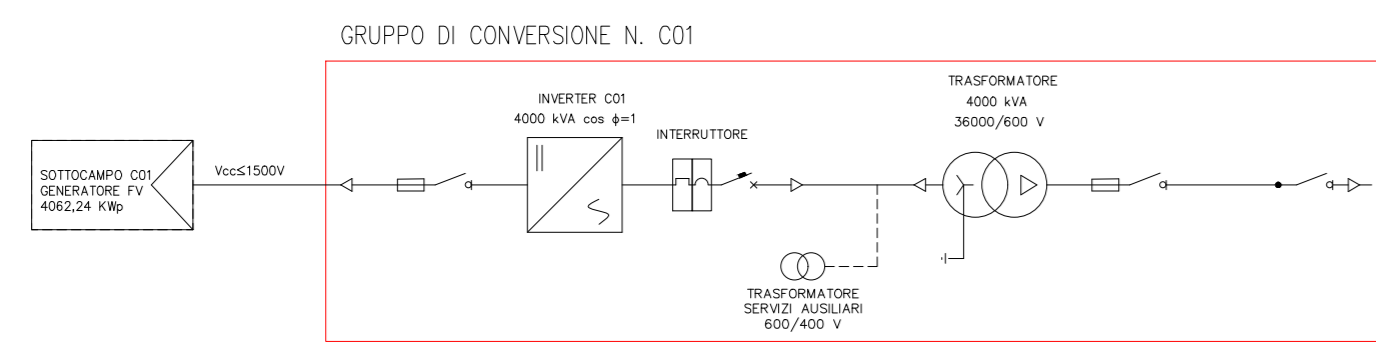 GRUPPO DI CONVERSIONE N. C01
SOTTOCAMPO C01
GENERATORE FV
4062,24 KWp
Vcc≤1500V
INVERTER C01
4000 kVA cos ϕ=1
INTERRUTTORE
TRASFORMATORE
SERVIZI AUSILIARI
600/400 V
TRASFORMATORE
4000 kVA
36000/600 V